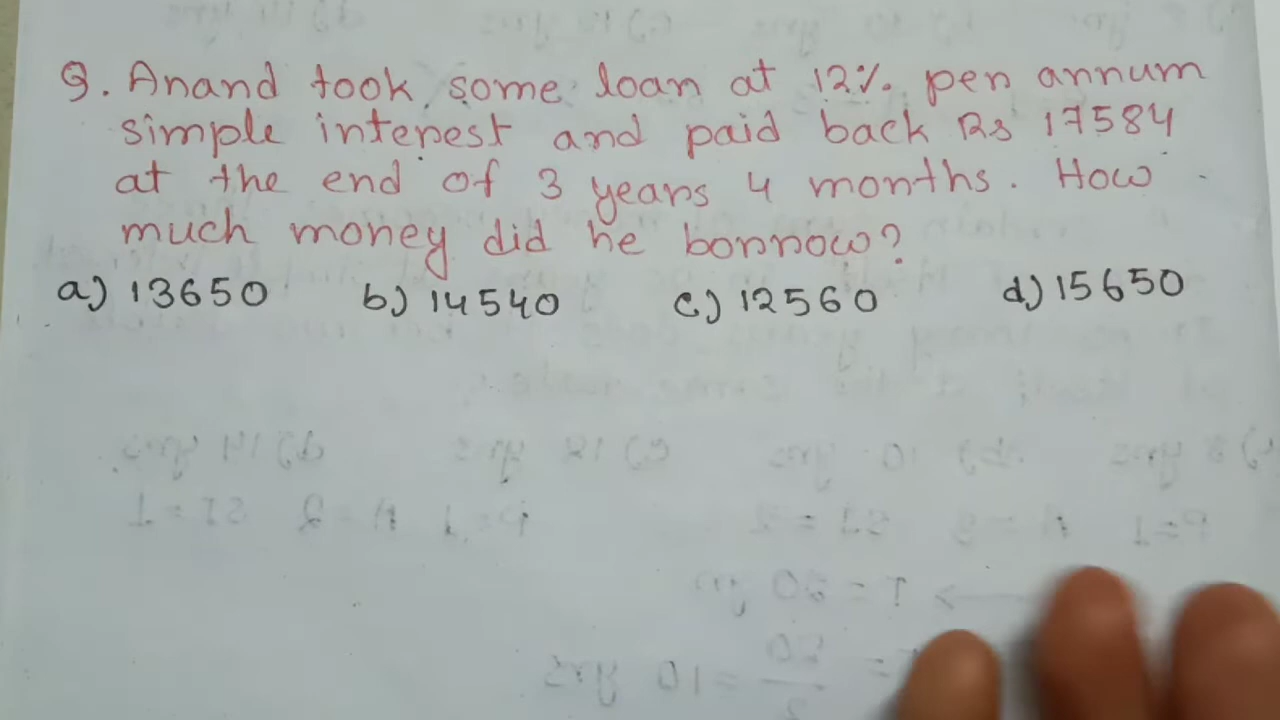 Q. Anand took some loan at 12% per annum
simple interest and paid back Rs 17584
at the end of 3 years 4 months. How
much money did he borrow?
a) 13650 b) 14540 c) 12560 d) 15650